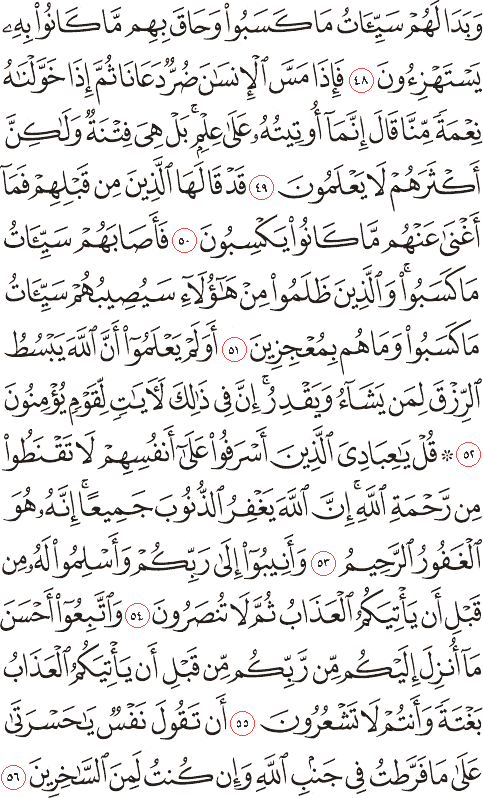 وَبَدَا لَهُمْ سَيِّـَٔاتُ مَا كَسَبُوا۟ وَحَاقَ بِهِم مَّا كَانُوا۟ بِهِۦ
يَسْتَهْزِءُونَ ٤٨ فَإِذَا مَسَّ ٱلْإِنسَـٰنَ ضُرٌّ دَعَانَا ثُمَّ إِذَا خَوَّلْنَـٰهُ
نِعْمَةً مِّنَّا قَالَ إِنَّمَآ أُوتِيتُهُۥ عَلَىٰ عِلْمٍۭ ۚ بَلْ هِىَ فِتْنَةٌ وَلَـٰكِنَّ
أَكْثَرَهُمْ لَا يَعْلَمُونَ ٤٩ قَدْ قَالَهَا ٱلَّذِينَ مِن قَبْلِهِمْ فَمَآ
أَغْنَىٰ عَنْهُم مَّا كَانُوا۟ يَكْسِبُونَ ٥٠ فَأَصَابَهُمْ سَيِّـَٔاتُ
مَا كَسَبُوا۟ ۚ وَٱلَّذِينَ ظَلَمُوا۟ مِنْ هَـٰٓؤُلَآءِ سَيُصِيبُهُمْ سَيِّـَٔاتُ
مَا كَسَبُوا۟ وَمَا هُم بِمُعْجِزِينَ ٥١ أَوَلَمْ يَعْلَمُوٓا۟ أَنَّ ٱللَّهَ يَبْسُطُ
ٱلرِّزْقَ لِمَن يَشَآءُ وَيَقْدِرُ ۚ إِنَّ فِى ذَٰلِكَ لَـَٔايَـٰتٍ لِّقَوْمٍ يُؤْمِنُونَ
٥٢ ۞ قُلْ يَـٰعِبَادِىَ ٱلَّذِينَ أَسْرَفُوا۟ عَلَىٰٓ أَنفُسِهِمْ لَا تَقْنَطُوا۟
مِن رَّحْمَةِ ٱللَّهِ ۚ إِنَّ ٱللَّهَ يَغْفِرُ ٱلذُّنُوبَ جَمِيعًا ۚ إِنَّهُۥ هُوَ
ٱلْغَفُورُ ٱلرَّحِيمُ ٥٣ وَأَنِيبُوٓا۟ إِلَىٰ رَبِّكُمْ وَأَسْلِمُوا۟ لَهُۥ مِن
قَبْلِ أَن يَأْتِيَكُمُ ٱلْعَذَابُ ثُمَّ لَا تُنصَرُونَ ٥٤ وَٱتَّبِعُوٓا۟ أَحْسَنَ
مَآ أُنزِلَ إِلَيْكُم مِّن رَّبِّكُم مِّن قَبْلِ أَن يَأْتِيَكُمُ ٱلْعَذَابُ
بَغْتَةً وَأَنتُمْ لَا تَشْعُرُونَ ٥٥ أَن تَقُولَ نَفْسٌ يَـٰحَسْرَتَىٰ
عَلَىٰ مَا فَرَّطتُ فِى جَنۢبِ ٱللَّهِ وَإِن كُنتُ لَمِنَ ٱلسَّـٰخِرِينَ ٥٦